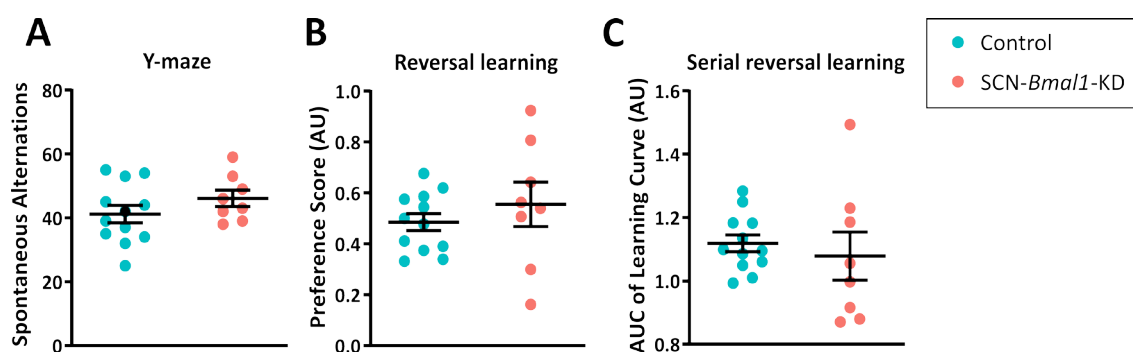 A
Y-maze
Spontaneous Alternations
80
60
40
20
0
B
Reversal learning
Preference Score (AU)
1.0
0.8
0.6
0.4
0.2
0.0
C
Serial reversal learning
AUC of Learning Curve (AU)
1.6
1.4
1.2
1.0
0.8
Control
SCN-Bmal1-KD